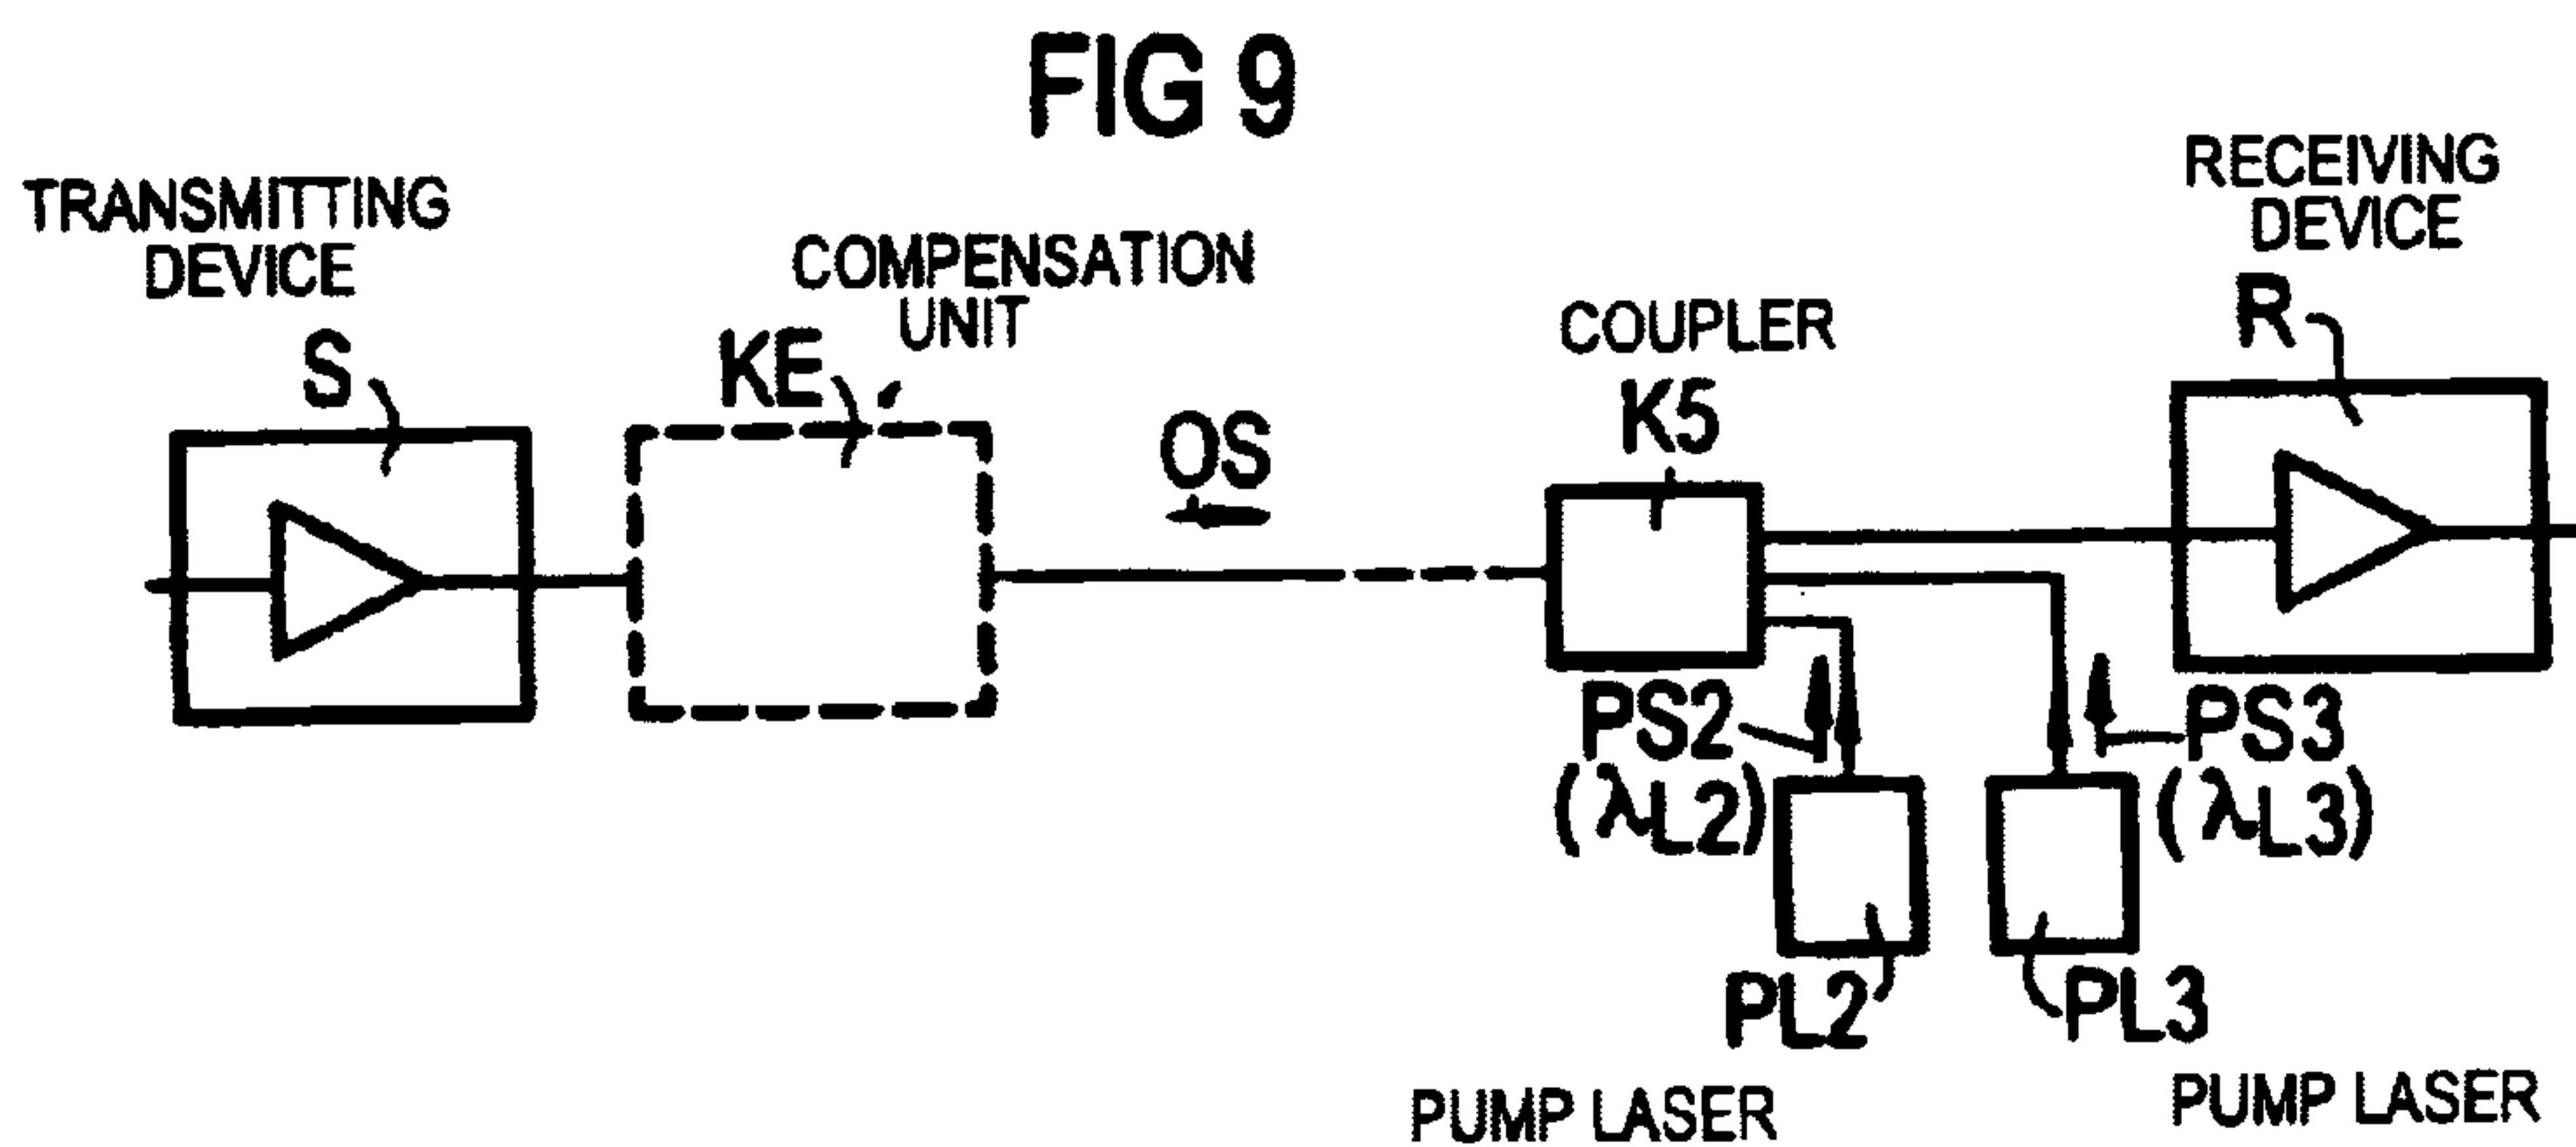 FIG 9
TRANSMITTING
DEVICE
S
COMPENSATION
UNIT
KE
OS
COUPLER
K5
RECEIVING
DEVICE
R
PS2
(λL2)
PS3
(λL3)
PL2
PL3
PUMP LASER
PUMP LASER